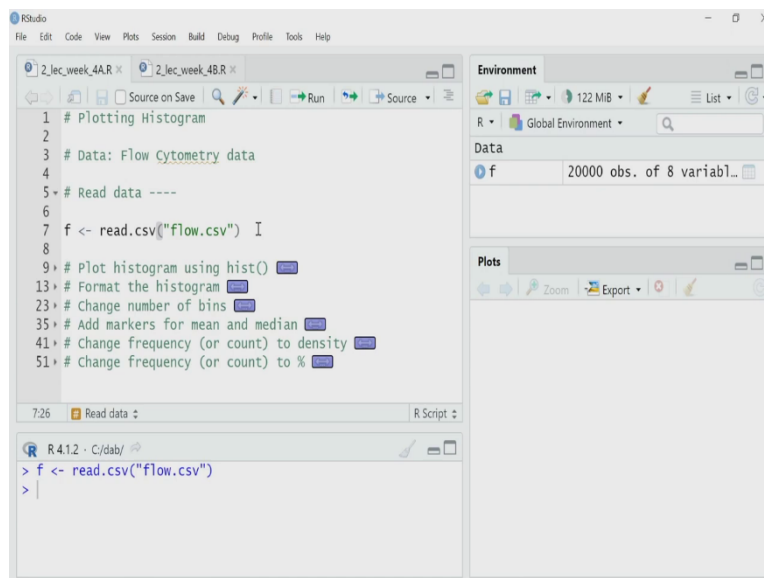 RStudio
File Edit Code View Plots Session Build Debug Profile Tools Help
2_lec_week_4A.R × 2_lec_week_4B.R ×
Source on Save Run Source
1 # Plotting Histogram
2
3 # Data: Flow Cytometry data
4
5 # Read data ----
6
7 f <- read.csv("flow.csv")
8
9 # Plot histogram using hist()
13 # Format the histogram
23 # Change number of bins
35 # Add markers for mean and median
41 # Change frequency (or count) to density
51 # Change frequency (or count) to %
7:26 Read data R Script
R 4.1.2 · C:/dab/
> f <- read.csv("flow.csv")
>
Environment
122 MiB List
R Global Environment
Data
f 20000 obs. of 8 variabl…
Plots
Zoom Export